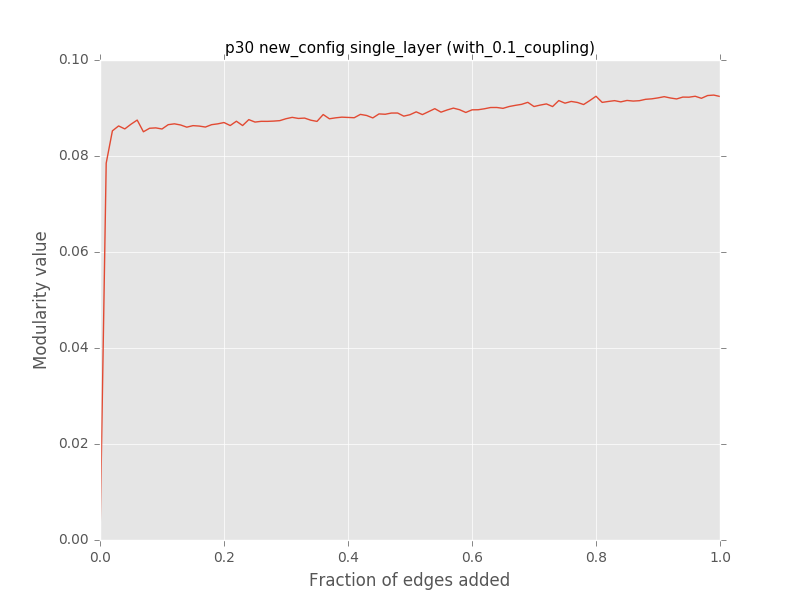 p30 new_config single_layer (with_0.1_coupling)
0.10
0.08
0.06
0.04
0.02
0.00
Modularity value
0.0 0.2 0.4 0.6 0.8 1.0
Fraction of edges added